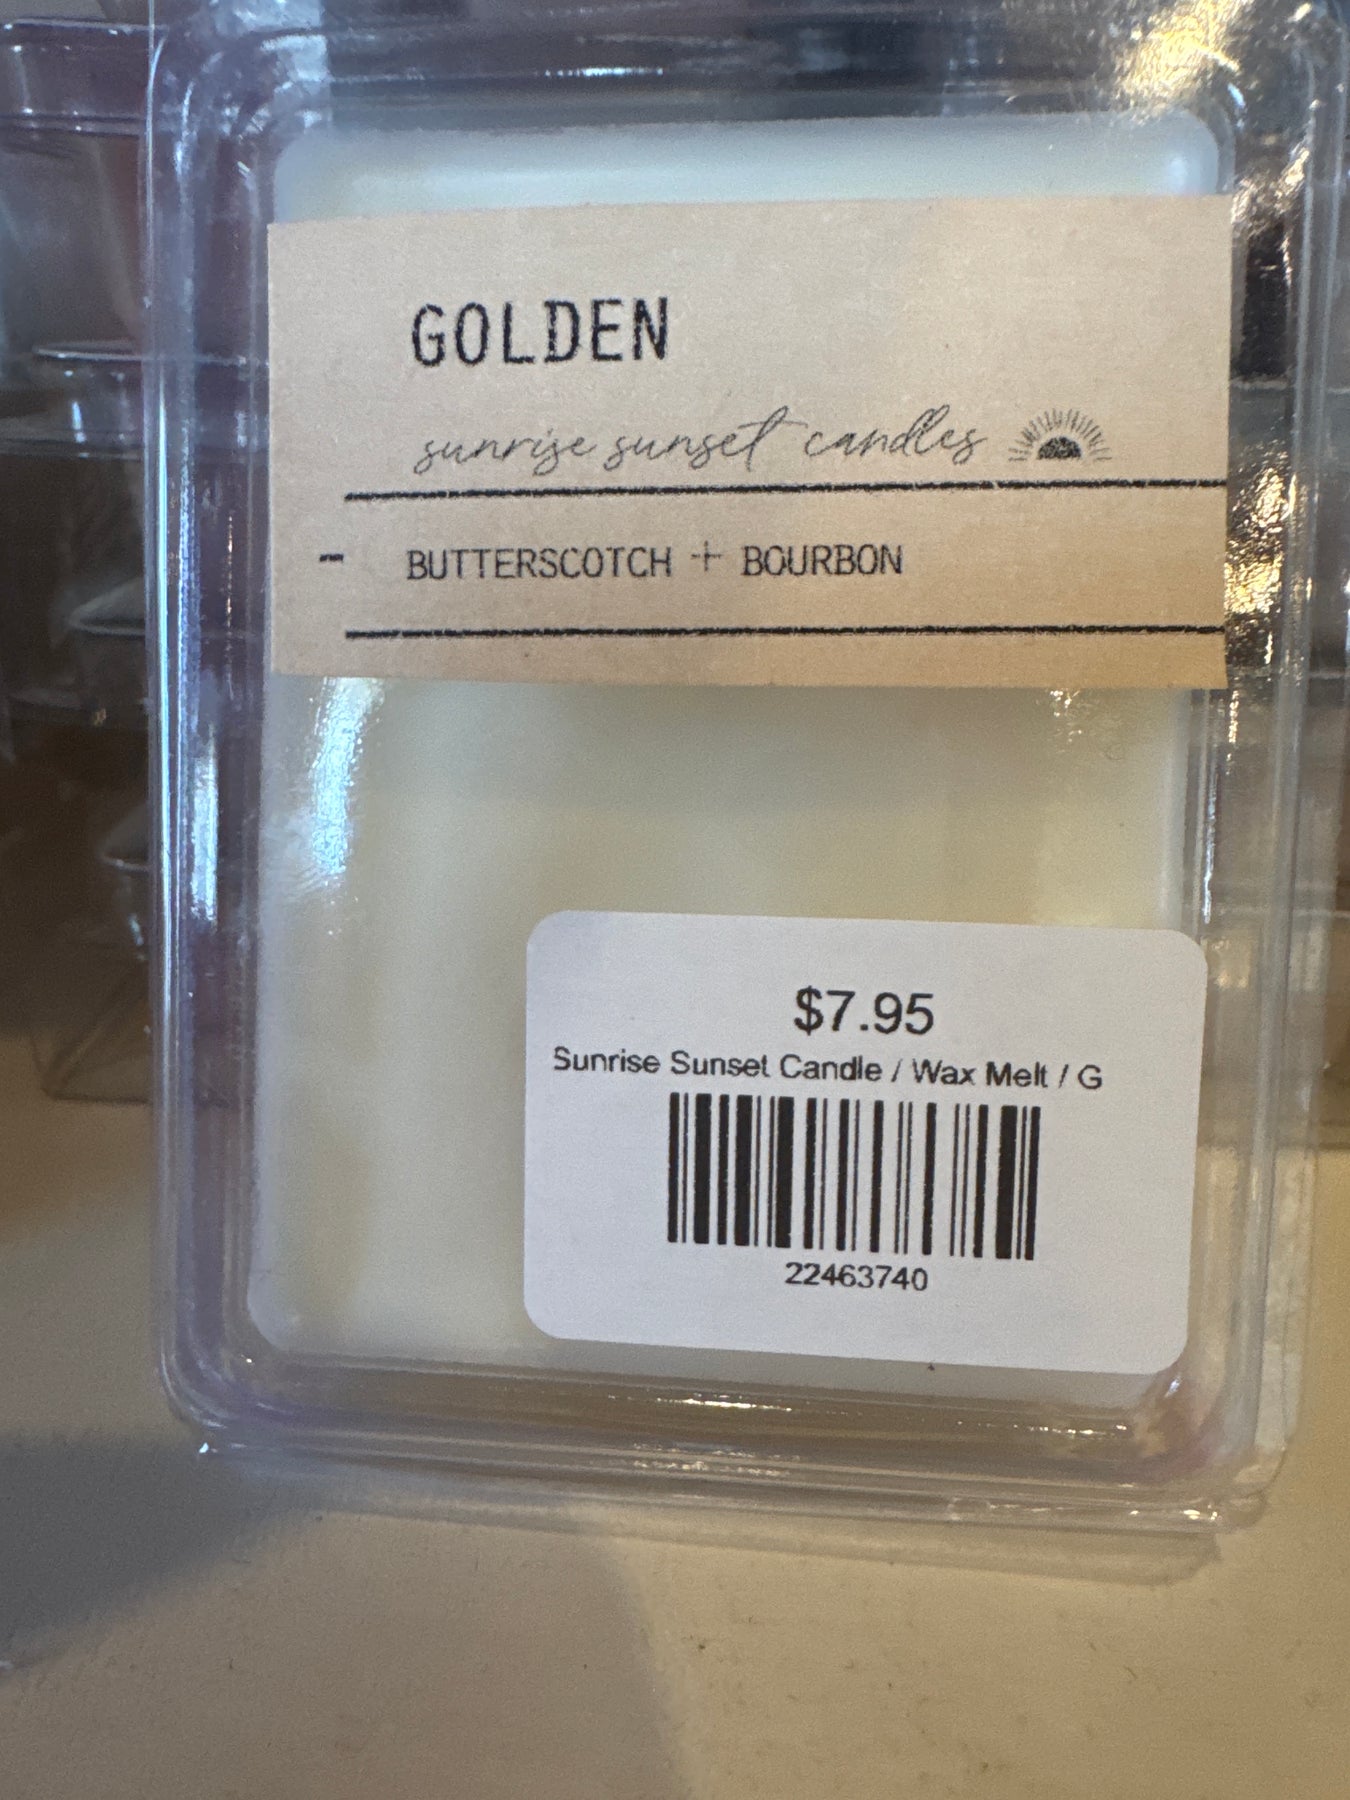 GOLDEN
sunrise sunset candles
- BUTTERSCOTCH + BOURBON
$7.95
Sunrise Sunset Candle / Wax Melt / G
22463740